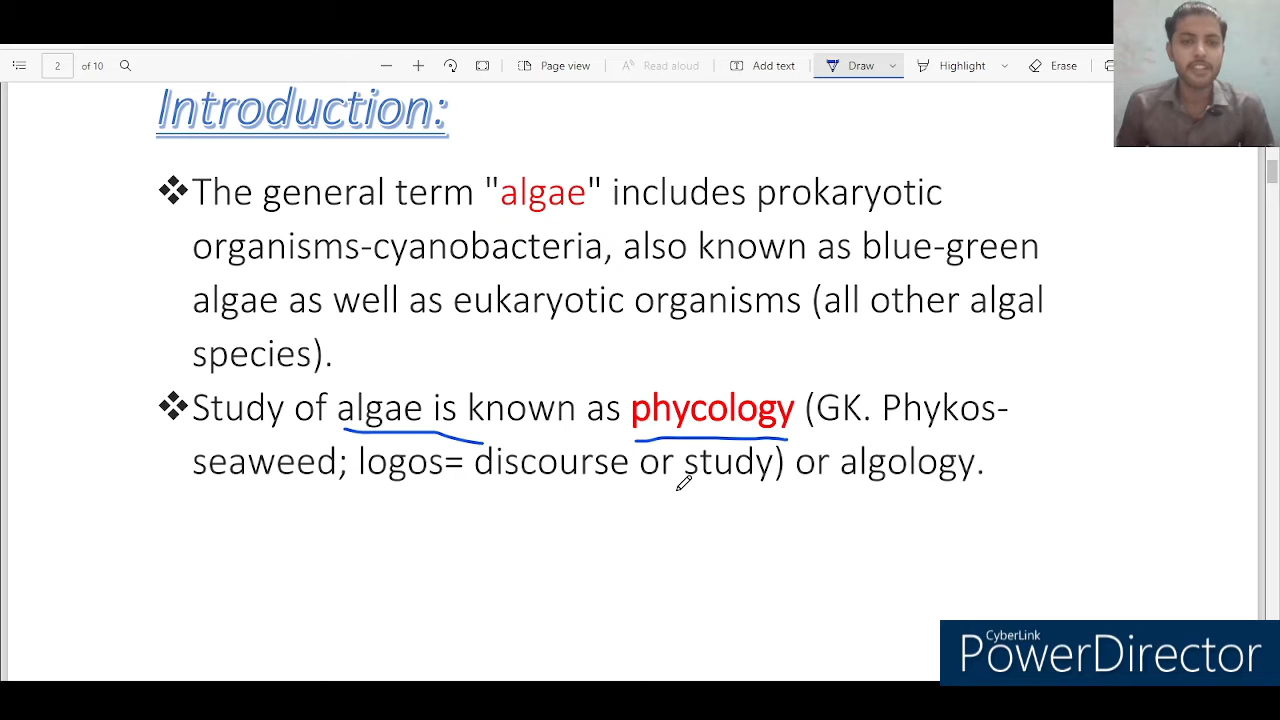 2 of 10 Page view Read aloud Add text Draw Highlight Erase
Introduction:
❖The general term "algae" includes prokaryotic
organisms-cyanobacteria, also known as blue-green
algae as well as eukaryotic organisms (all other algal
species).
❖Study of algae is known as phycology (GK. Phykos-
seaweed; logos= discourse or study) or algology.
CyberLink
PowerDirector